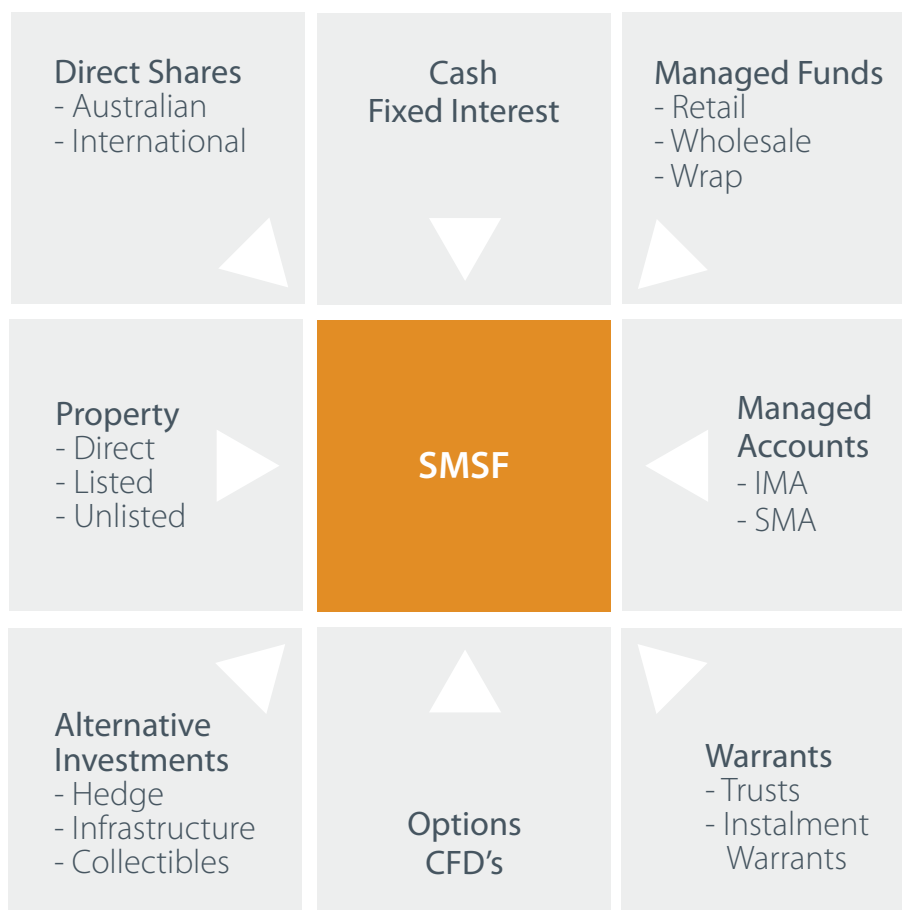 Direct Shares
- Australian
- International
Cash
Fixed Interest
Managed Funds
- Retail
- Wholesale
- Wrap
Property
- Direct
- Listed
- Unlisted
SMSF
Managed
Accounts
- IMA
- SMA
Alternative
Investments
- Hedge
- Infrastructure
- Collectibles
Options
CFD's
Warrants
- Trusts
- Instalment
Warrants